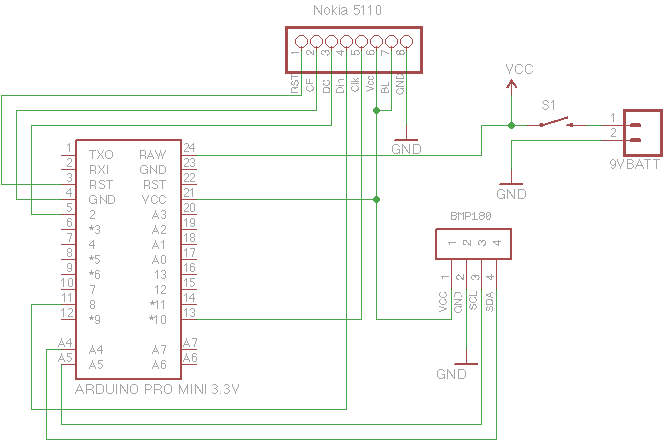 Nokia 5110
1 2 3 4 5 6 7 8
RST CF DC Din Clk Vcc BL GND
GND
VCC
S1
1
2
9VBATT
GND
1 TXO RAW 24
2 RXI GND 23
3 RST RST 22
4 GND VCC 21
5 2 A3 20
6 *3 A2 19
7 4 A1 18
8 *5 A0 17
9 *6 13 16
10 7 12 15
11 8 *11 14
12 *9 *10 13
A4 A4 A7 A7
A5 A5 A6 A6
ARDUINO PRO MINI 3.3V
BMP180
1 2 3 4
1 2 3 4
VCC GND SCL SDA
GND